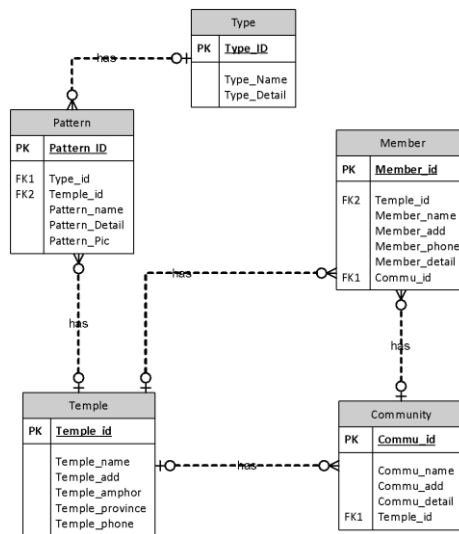 Type
PK Type_ID
Type_Name
Type_Detail
has
Pattern
PK Pattern_ID
FK1 Type_id
FK2 Temple_id
Pattern_name
Pattern_Detail
Pattern_Pic
Member
PK Member_id
FK2 Temple_id
Member_name
Member_add
Member_phone
Member_detail
FK1 Commu_id
has
has
Temple
PK Temple_id
Temple_name
Temple_add
Temple_amphor
Temple_province
Temple_phone
has
Community
PK Commu_id
Commu_name
Commu_add
Commu_detail
FK1 Temple_id